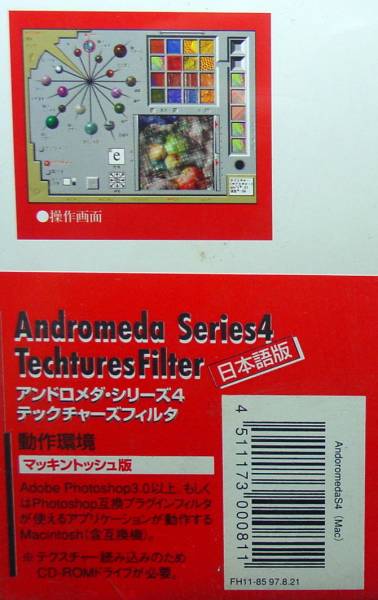 e
●操作画面
Andromeda Series4
TechturesFilter
日本語版
アンドロメダ・シリーズ4
テックチャーズフィルタ
動作環境
マッキントッシュ版
Adobe Photoshop3.0以上、もしく
はPhotoshop互換プラグインフィルタ
が使えるアプリケーションが動作する
Macintosh(含互換機)。
※テクスチャー読み込みのため
CD-ROMドライブが必要。
AndoromedaS4 (Mac)
4 511173 000811
FH11-85 97.8.21